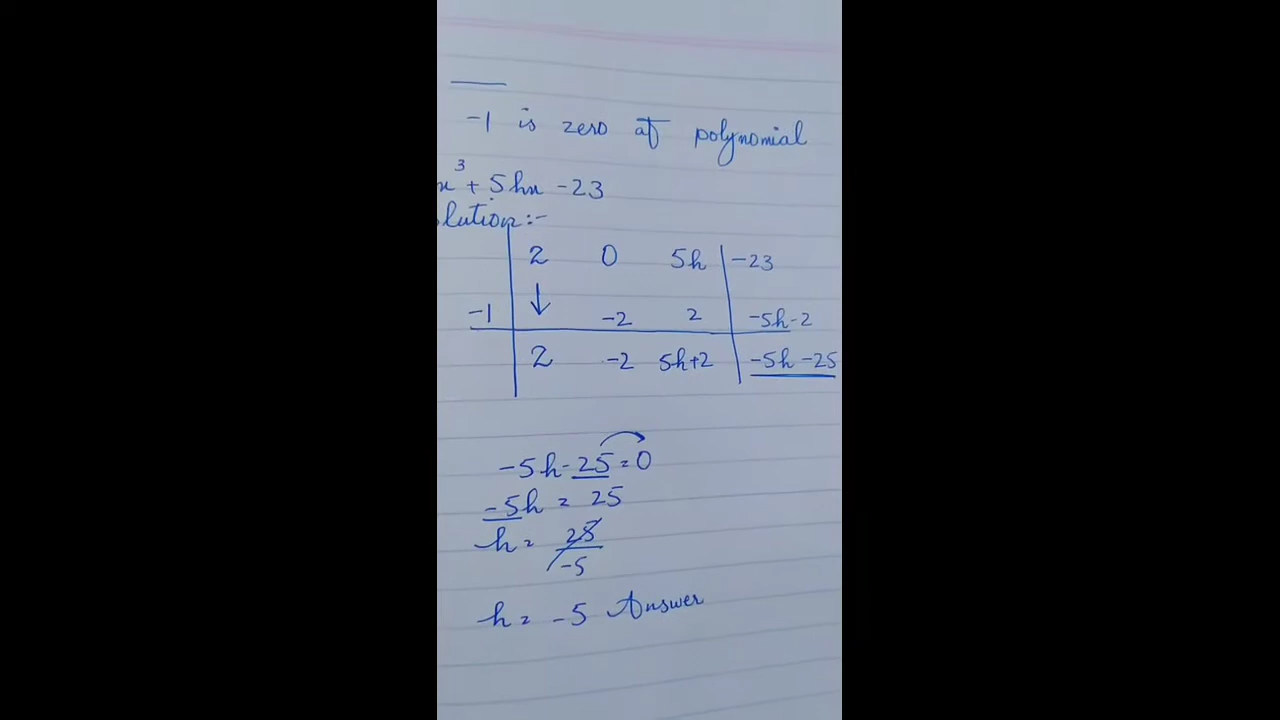 -1 is zero of polynomial
x³ + 5hx - 23
lution:-
2 0 5h -23
-1 -2 2 -5h-2
2 -2 5h+2 -5h -25
-5h-25=0
-5h = 25
h = 25/-5
h = -5 Answer